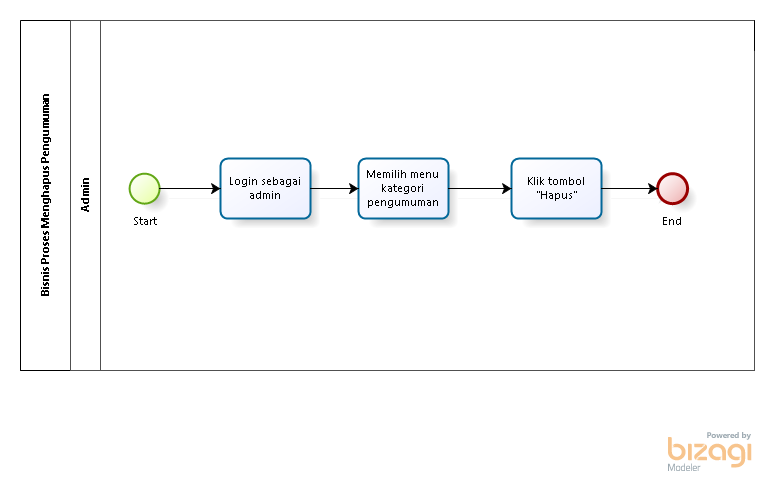 Bisnis Proses Menghapus Pengumuman
Admin
Start
Login sebagai
admin
Memilih menu
kategori
pengumuman
Klik tombol
"Hapus"
End
Powered by
bizagi
Modeler